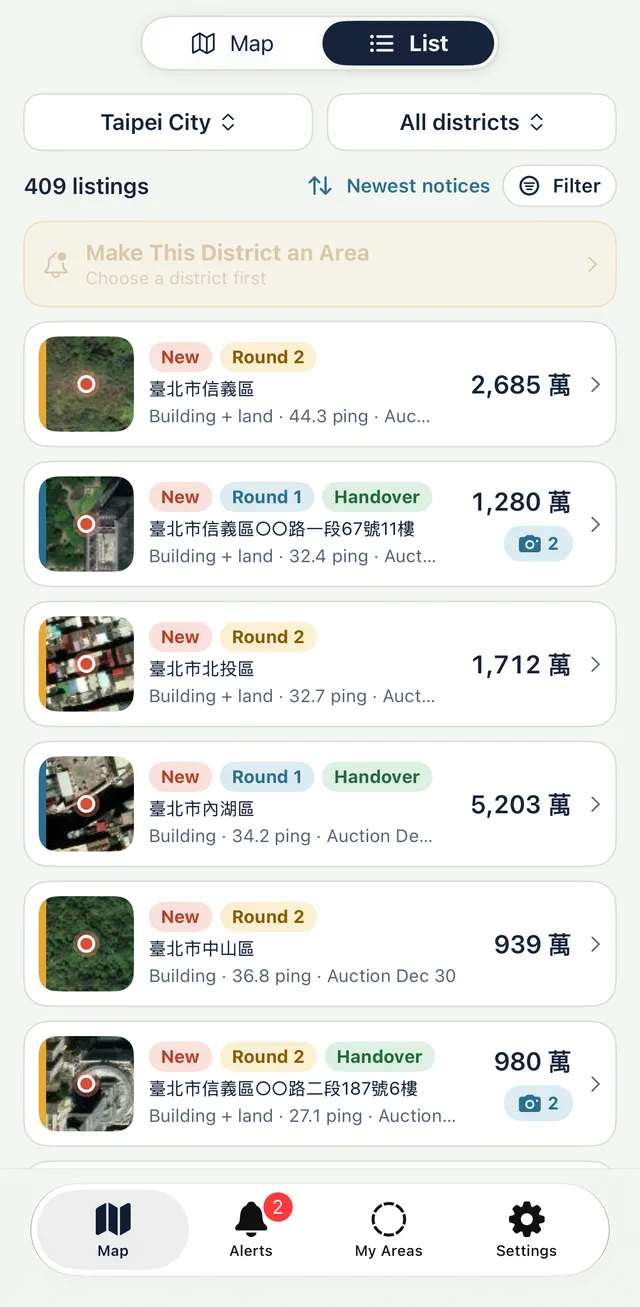 Map
List
Taipei City
All districts
409 listings
Newest notices
Filter
Make This District an Area
Choose a district first
New
Round 2
臺北市信義區
Building + land · 44.3 ping · Auc...
2,685 萬
New
Round 1
Handover
臺北市信義區〇〇路一段67號11樓
Building + land · 32.4 ping · Auct...
1,280 萬
2
New
Round 2
臺北市北投區
Building + land · 32.7 ping · Auct...
1,712 萬
New
Round 1
Handover
臺北市內湖區
Building · 34.2 ping · Auction De...
5,203 萬
New
Round 2
臺北市中山區
Building · 36.8 ping · Auction Dec 30
939 萬
New
Round 2
Handover
臺北市信義區〇〇路二段187號6樓
Building + land · 27.1 ping · Auction...
980 萬
2
Map
Alerts
2
My Areas
Settings